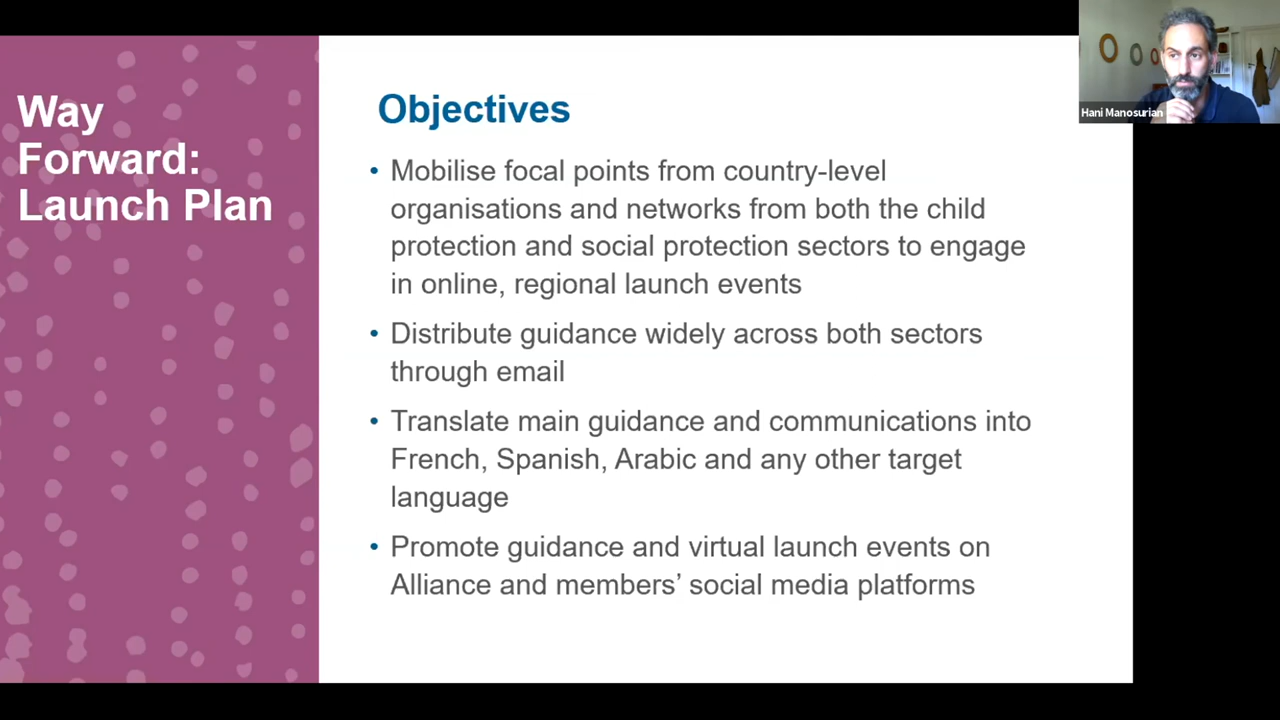 Way
Forward:
Launch Plan
Objectives
• Mobilise focal points from country-level
organisations and networks from both the child
protection and social protection sectors to engage
in online, regional launch events
• Distribute guidance widely across both sectors
through email
• Translate main guidance and communications into
French, Spanish, Arabic and any other target
language
• Promote guidance and virtual launch events on
Alliance and members’ social media platforms
Hani Manosurian